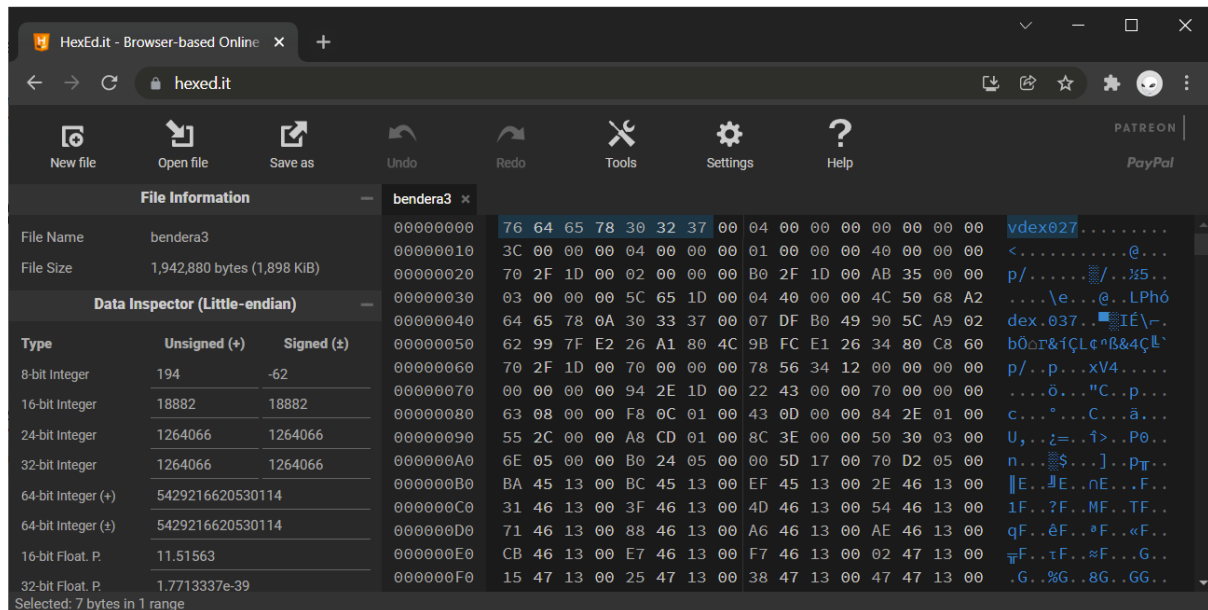 HexEd.it - Browser-based Online
hexed.it
New file Open file Save as Undo Redo Tools Settings Help PATREON
PayPal
File Information
File Name bendera3
File Size 1,942,880 bytes (1,898 KiB)
Data Inspector (Little-endian)
Type Unsigned (+) Signed (±)
8-bit Integer 194 -62
16-bit Integer 18882 18882
24-bit Integer 1264066 1264066
32-bit Integer 1264066 1264066
64-bit Integer (+) 5429216620530114
64-bit Integer (±) 5429216620530114
16-bit Float. P. 11.51563
32-bit Float. P. 1.7713337e-39
bendera3
00000000 76 64 65 78 30 32 37 00 04 00 00 00 00 00 00 00 vdex027.........
00000010 3C 00 00 00 04 00 00 00 01 00 00 00 40 00 00 00 <...........@...
00000020 70 2F 1D 00 02 00 00 00 B0 2F 1D 00 AB 35 00 00 p/......░/..½5..
00000030 03 00 00 00 5C 65 1D 00 04 40 00 00 4C 50 68 A2 ....\e...@..LPhó
00000040 64 65 78 0A 30 33 37 00 07 DF B0 49 90 5C A9 02 dex.037..▀░IÉ\⌐.
00000050 62 99 7F E2 26 A1 80 4C 9B FC E1 26 34 80 C8 60 bÖ⌂Γ&íÇL¢ⁿß&4Ç╚`
00000060 70 2F 1D 00 70 00 00 00 78 56 34 12 00 00 00 00 p/..p...xV4.....
00000070 00 00 00 00 94 2E 1D 00 22 43 00 00 70 00 00 00 ....ö..."C..p...
00000080 63 08 00 00 F8 0C 01 00 43 0D 00 00 84 2E 01 00 c...°...C...ä...
00000090 55 2C 00 00 A8 CD 01 00 8C 3E 00 00 50 30 03 00 U,..¿═..î>..P0..
000000A0 6E 05 00 00 B0 24 05 00 00 5D 17 00 70 D2 05 00 n...░$...]..p╥..
000000B0 BA 45 13 00 BC 45 13 00 EF 45 13 00 2E 46 13 00 ║E..╝E..∩E...F..
000000C0 31 46 13 00 3F 46 13 00 4D 46 13 00 54 46 13 00 1F..?F..MF..TF..
000000D0 71 46 13 00 88 46 13 00 A6 46 13 00 AE 46 13 00 qF..êF..ªF..«F..
000000E0 CB 46 13 00 E7 46 13 00 F7 46 13 00 02 47 13 00 ╦F..τF..≈F...G..
000000F0 15 47 13 00 25 47 13 00 38 47 13 00 47 47 13 00 .G..%G..8G..GG..
Selected: 7 bytes in 1 range